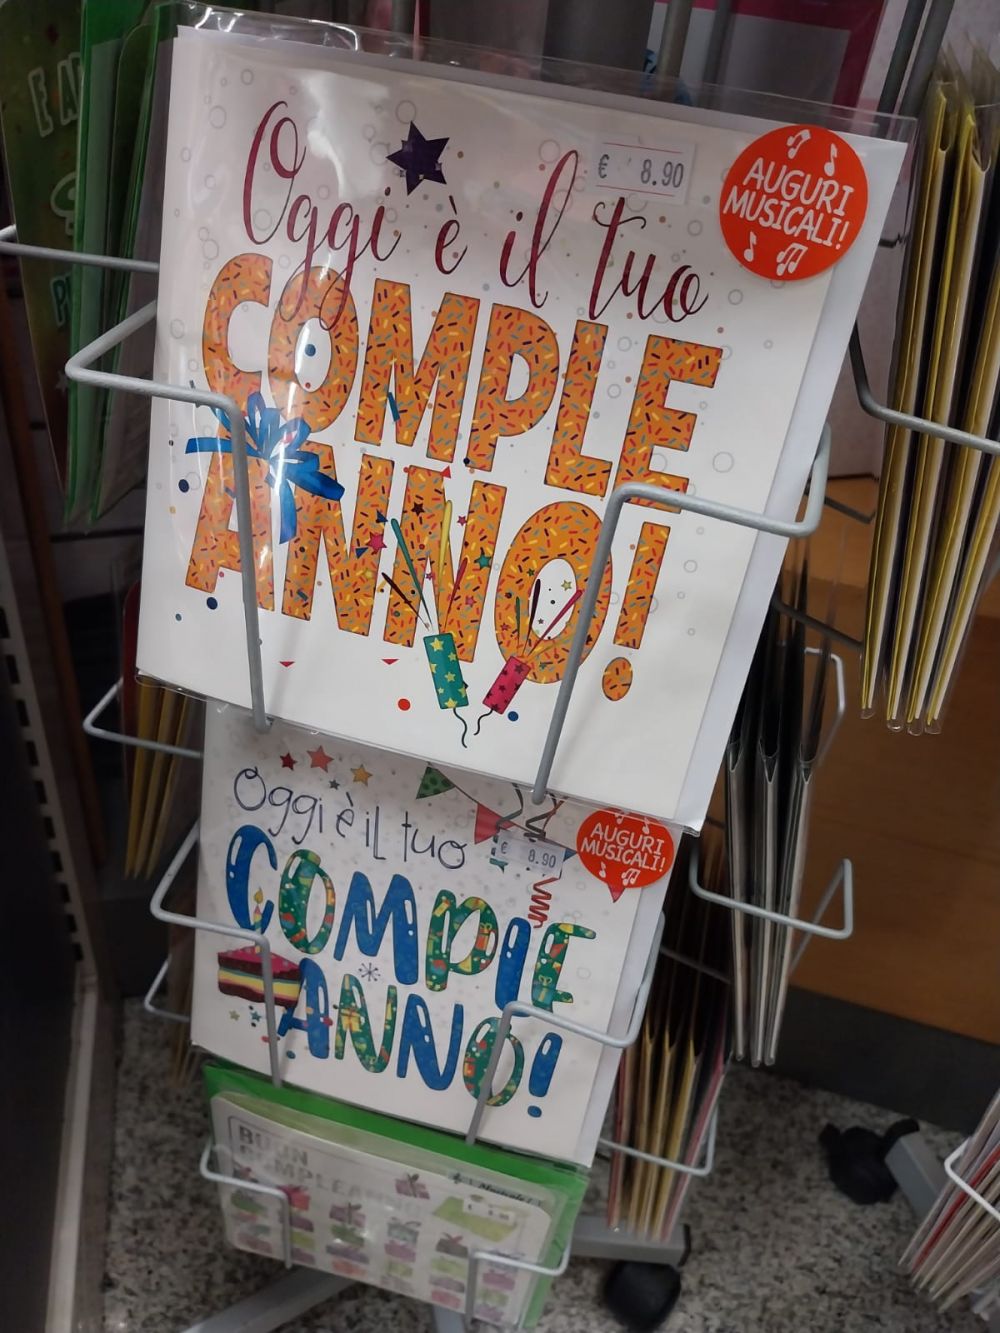 Oggi è il tuo
€ 8.90
AUGURI
MUSICALI!
COMPLE
ANNO!
Oggi è il tuo
€ 8.90
AUGURI
MUSICALI!
COMPLE
ANNO!
BUON
COMPLEANNO